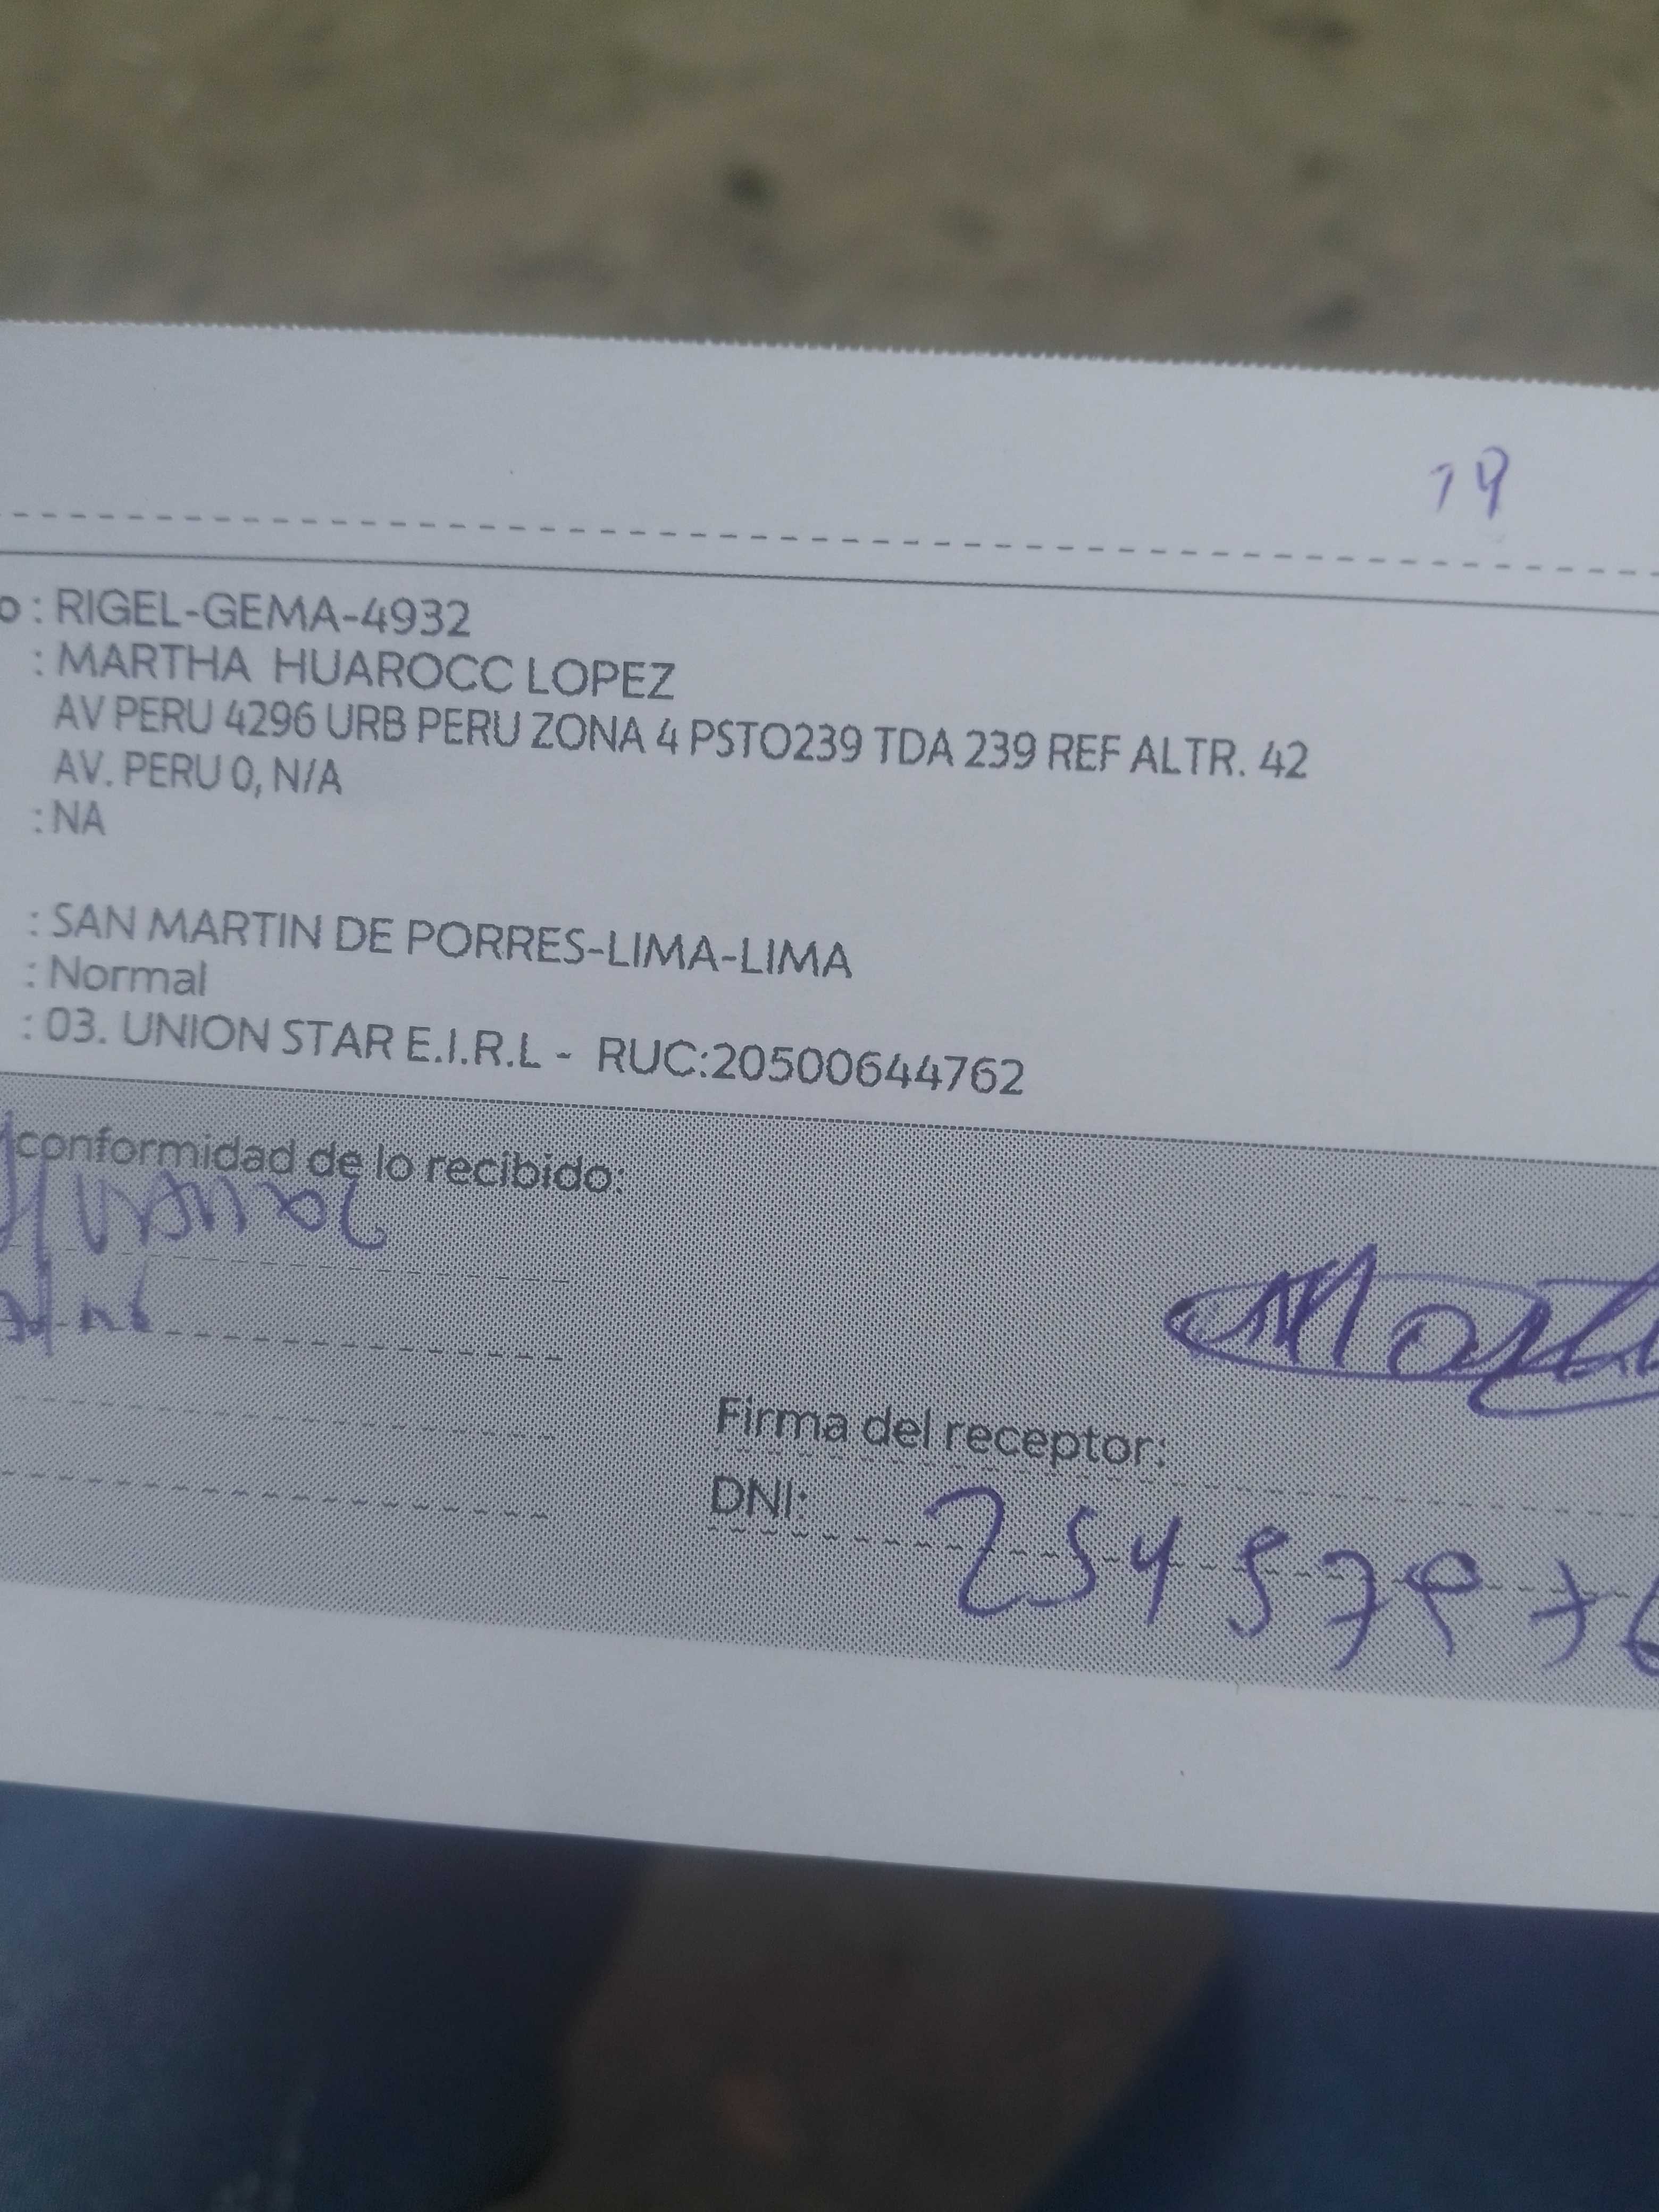 19
o : RIGEL-GEMA-4932
: MARTHA HUAROCC LOPEZ
AV PERU 4296 URB PERU ZONA 4 PSTO239 TDA 239 REF ALTR. 42
AV. PERU 0, N/A
: NA
: SAN MARTIN DE PORRES-LIMA-LIMA
: Normal
: 03. UNION STAR E.I.R.L - RUC:20500644762
conformidad de lo recibido:
Firma del receptor:
DNI: 25457976